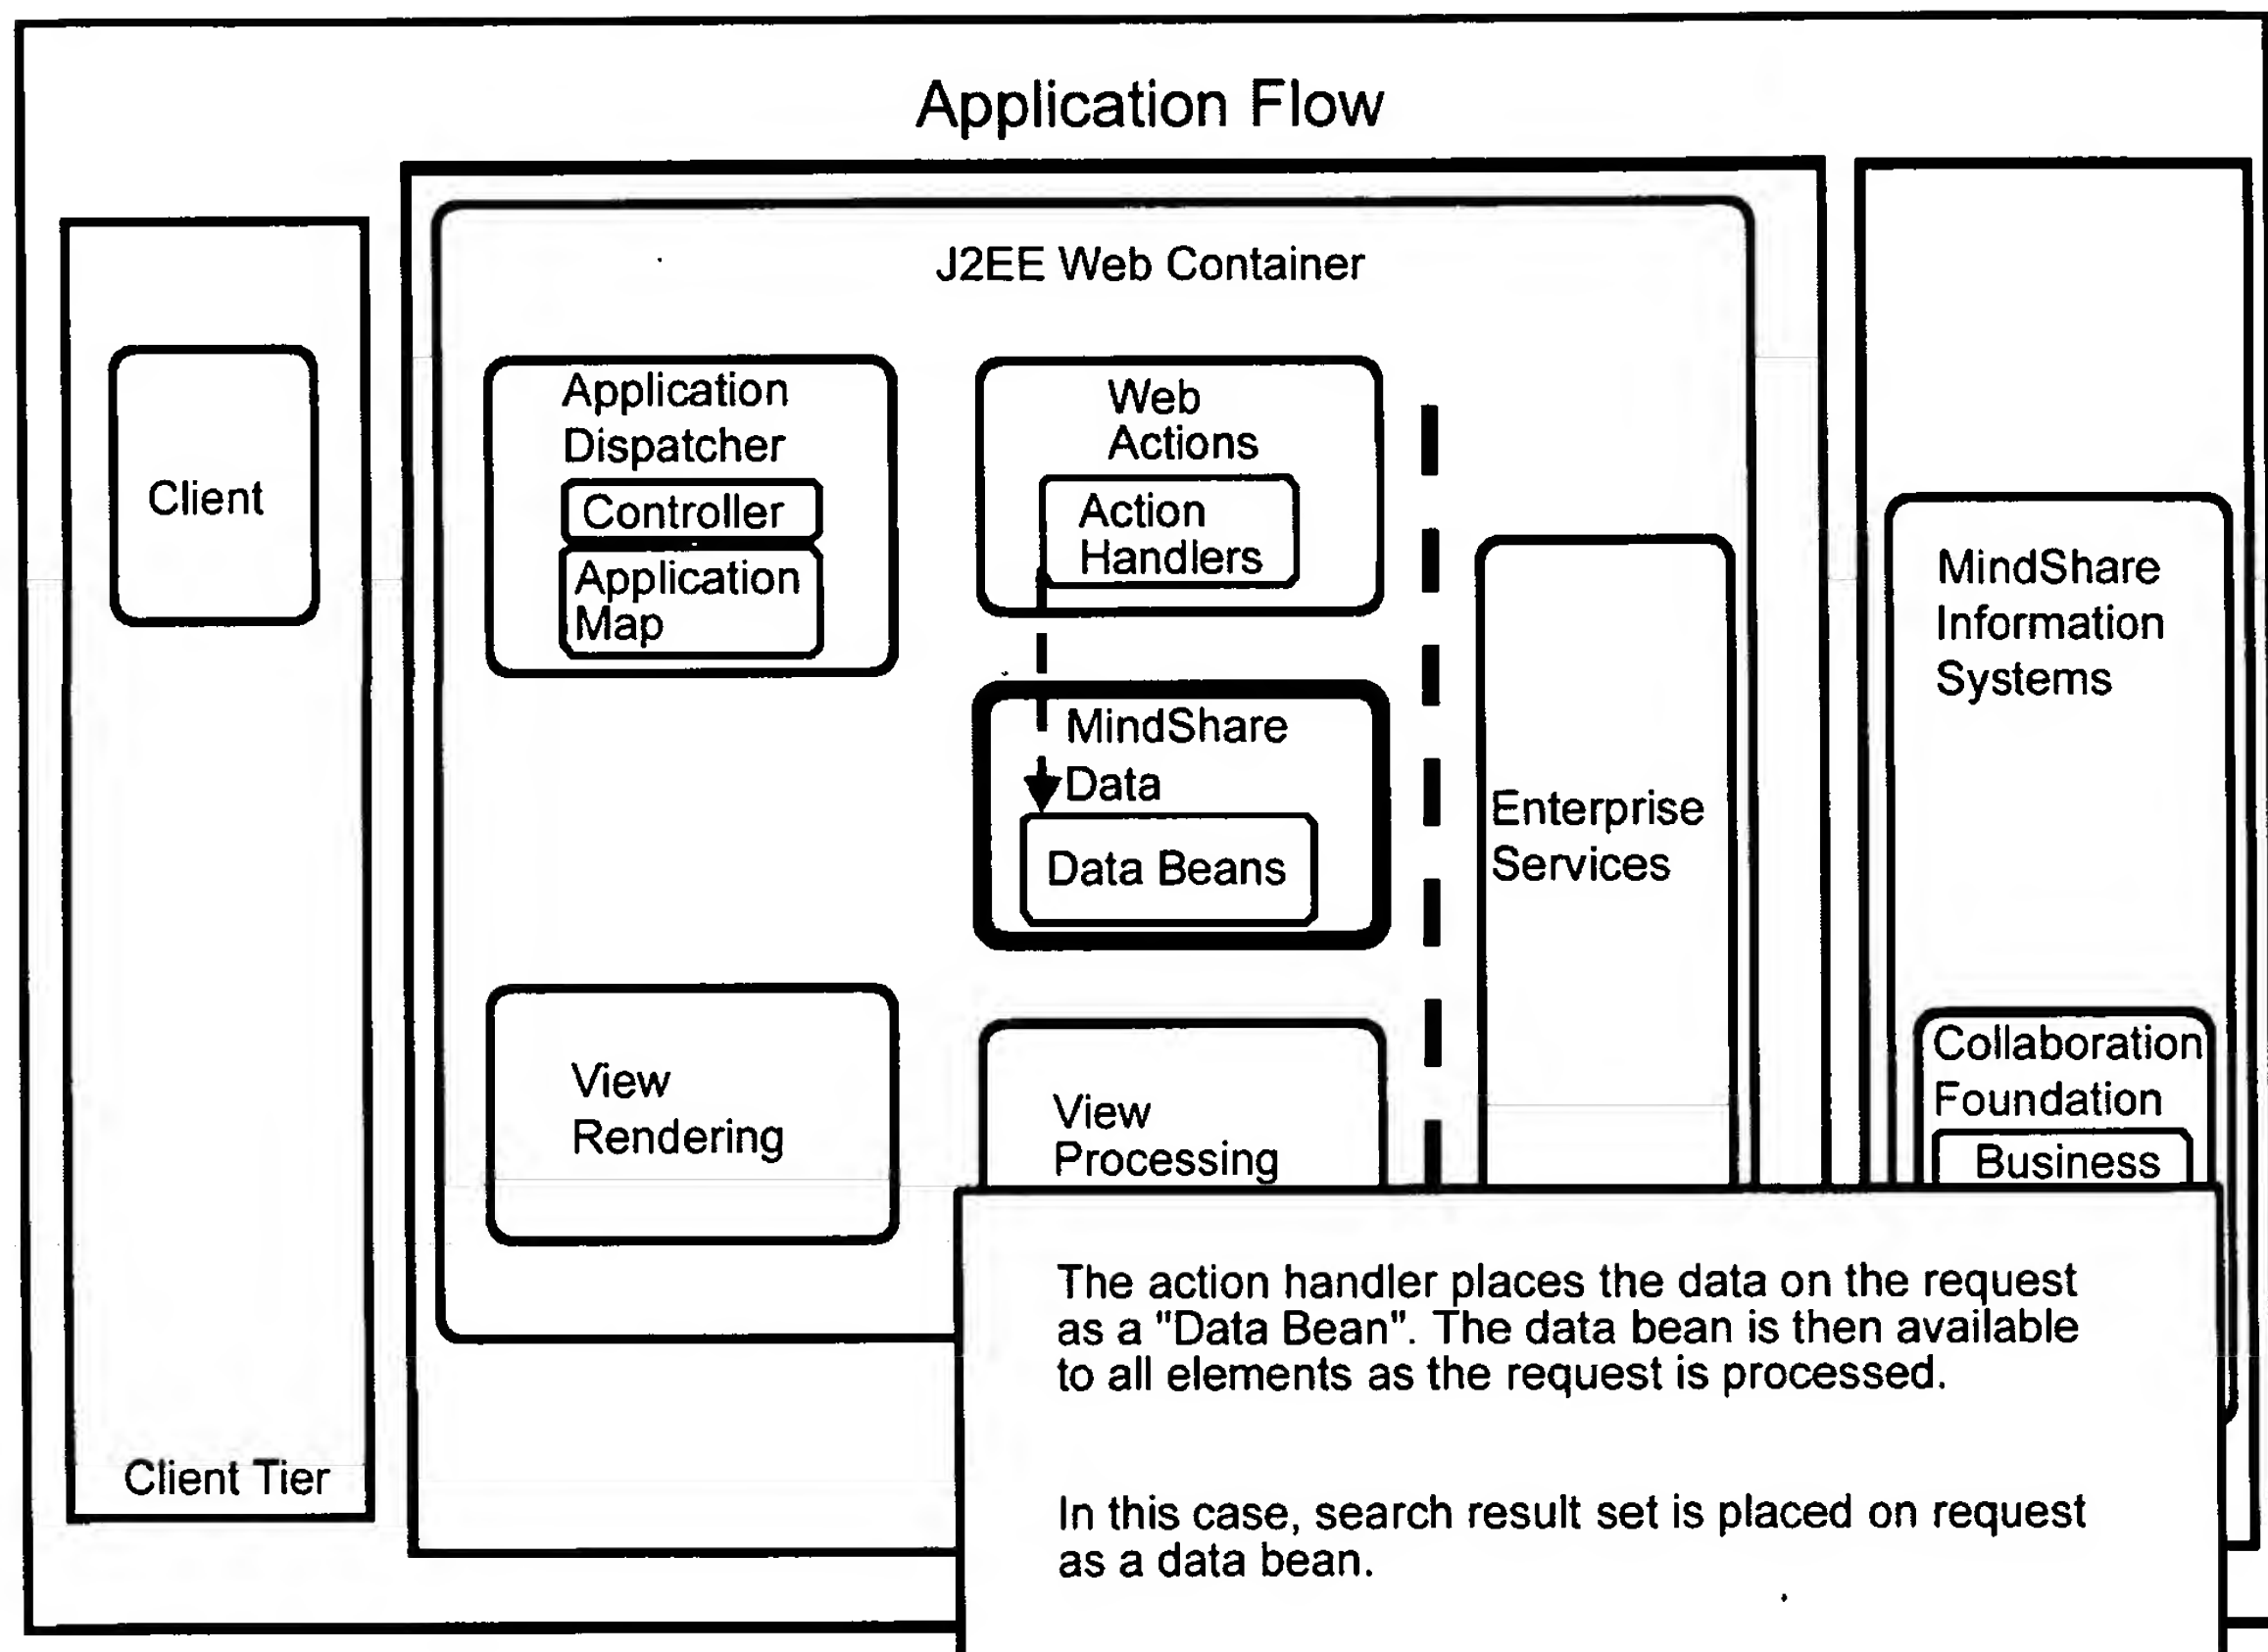 Application Flow
J2EE Web Container
Client
Application
Dispatcher
Controller
Application
Map
Web
Actions
Action
Handlers
MindShare
Data
Data Beans
Enterprise
Services
MindShare
Information
Systems
Collaboration
Foundation
Business
View
Rendering
View
Processing
Client Tier
The action handler places the data on the request
as a "Data Bean". The data bean is then available
to all elements as the request is processed.
In this case, search result set is placed on request
as a data bean.